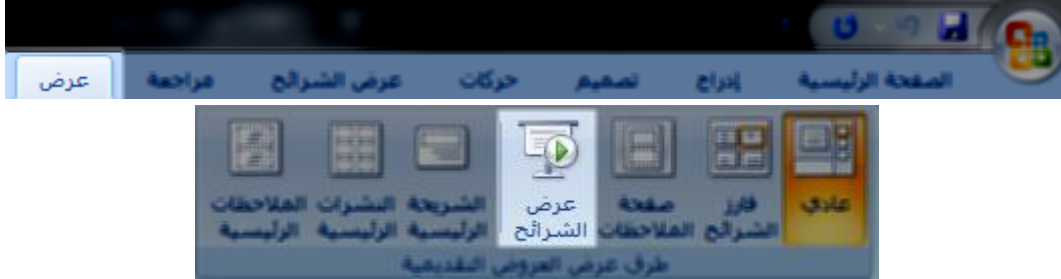 الصفحة الرئيسية إدراج تصميم حركات عرض الشرائح مراجعة عرض
عادي فارز الشرائح صفحة الملاحظات عرض الشرائح الشريحة الرئيسية البشرات الرئيسية الملاحظات الرئيسية
طرق عرض العروض التقديمية